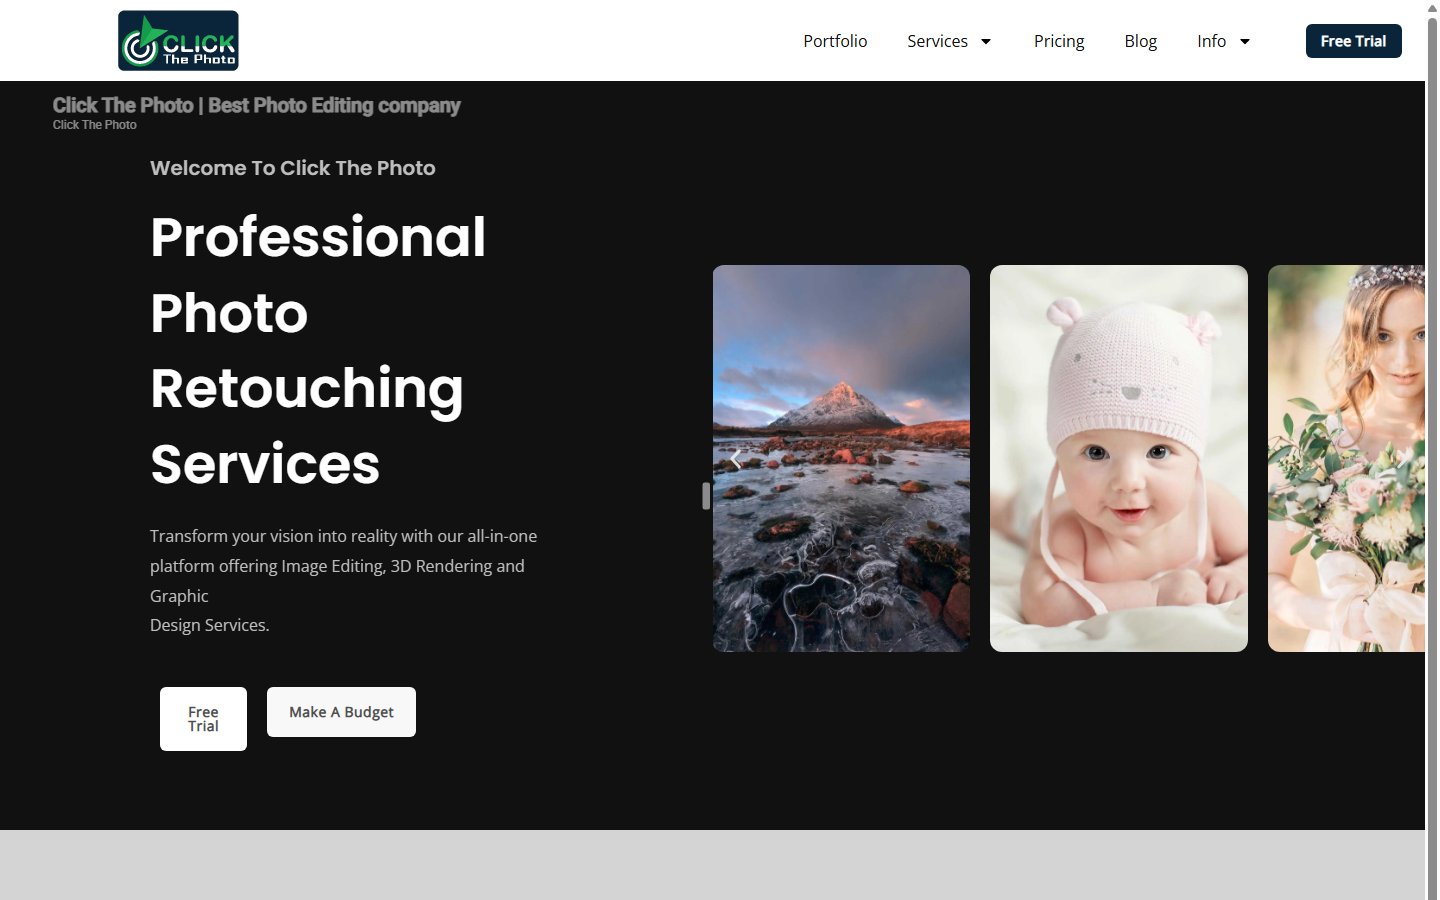 CLICK
The Photo
Portfolio
Services
Pricing
Blog
Info
Free Trial
Click The Photo | Best Photo Editing company
Click The Photo
Welcome To Click The Photo
Professional
Photo
Retouching
Services
Transform your vision into reality with our all-in-one
platform offering Image Editing, 3D Rendering and
Graphic
Design Services.
Free
Trial
Make A Budget